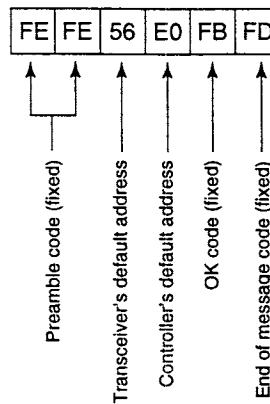 FE FE 56 E0 FB FD
Preamble code (fixed)
Transceiver's default address
Controller's default address
OK code (fixed)
End of message code (fixed)